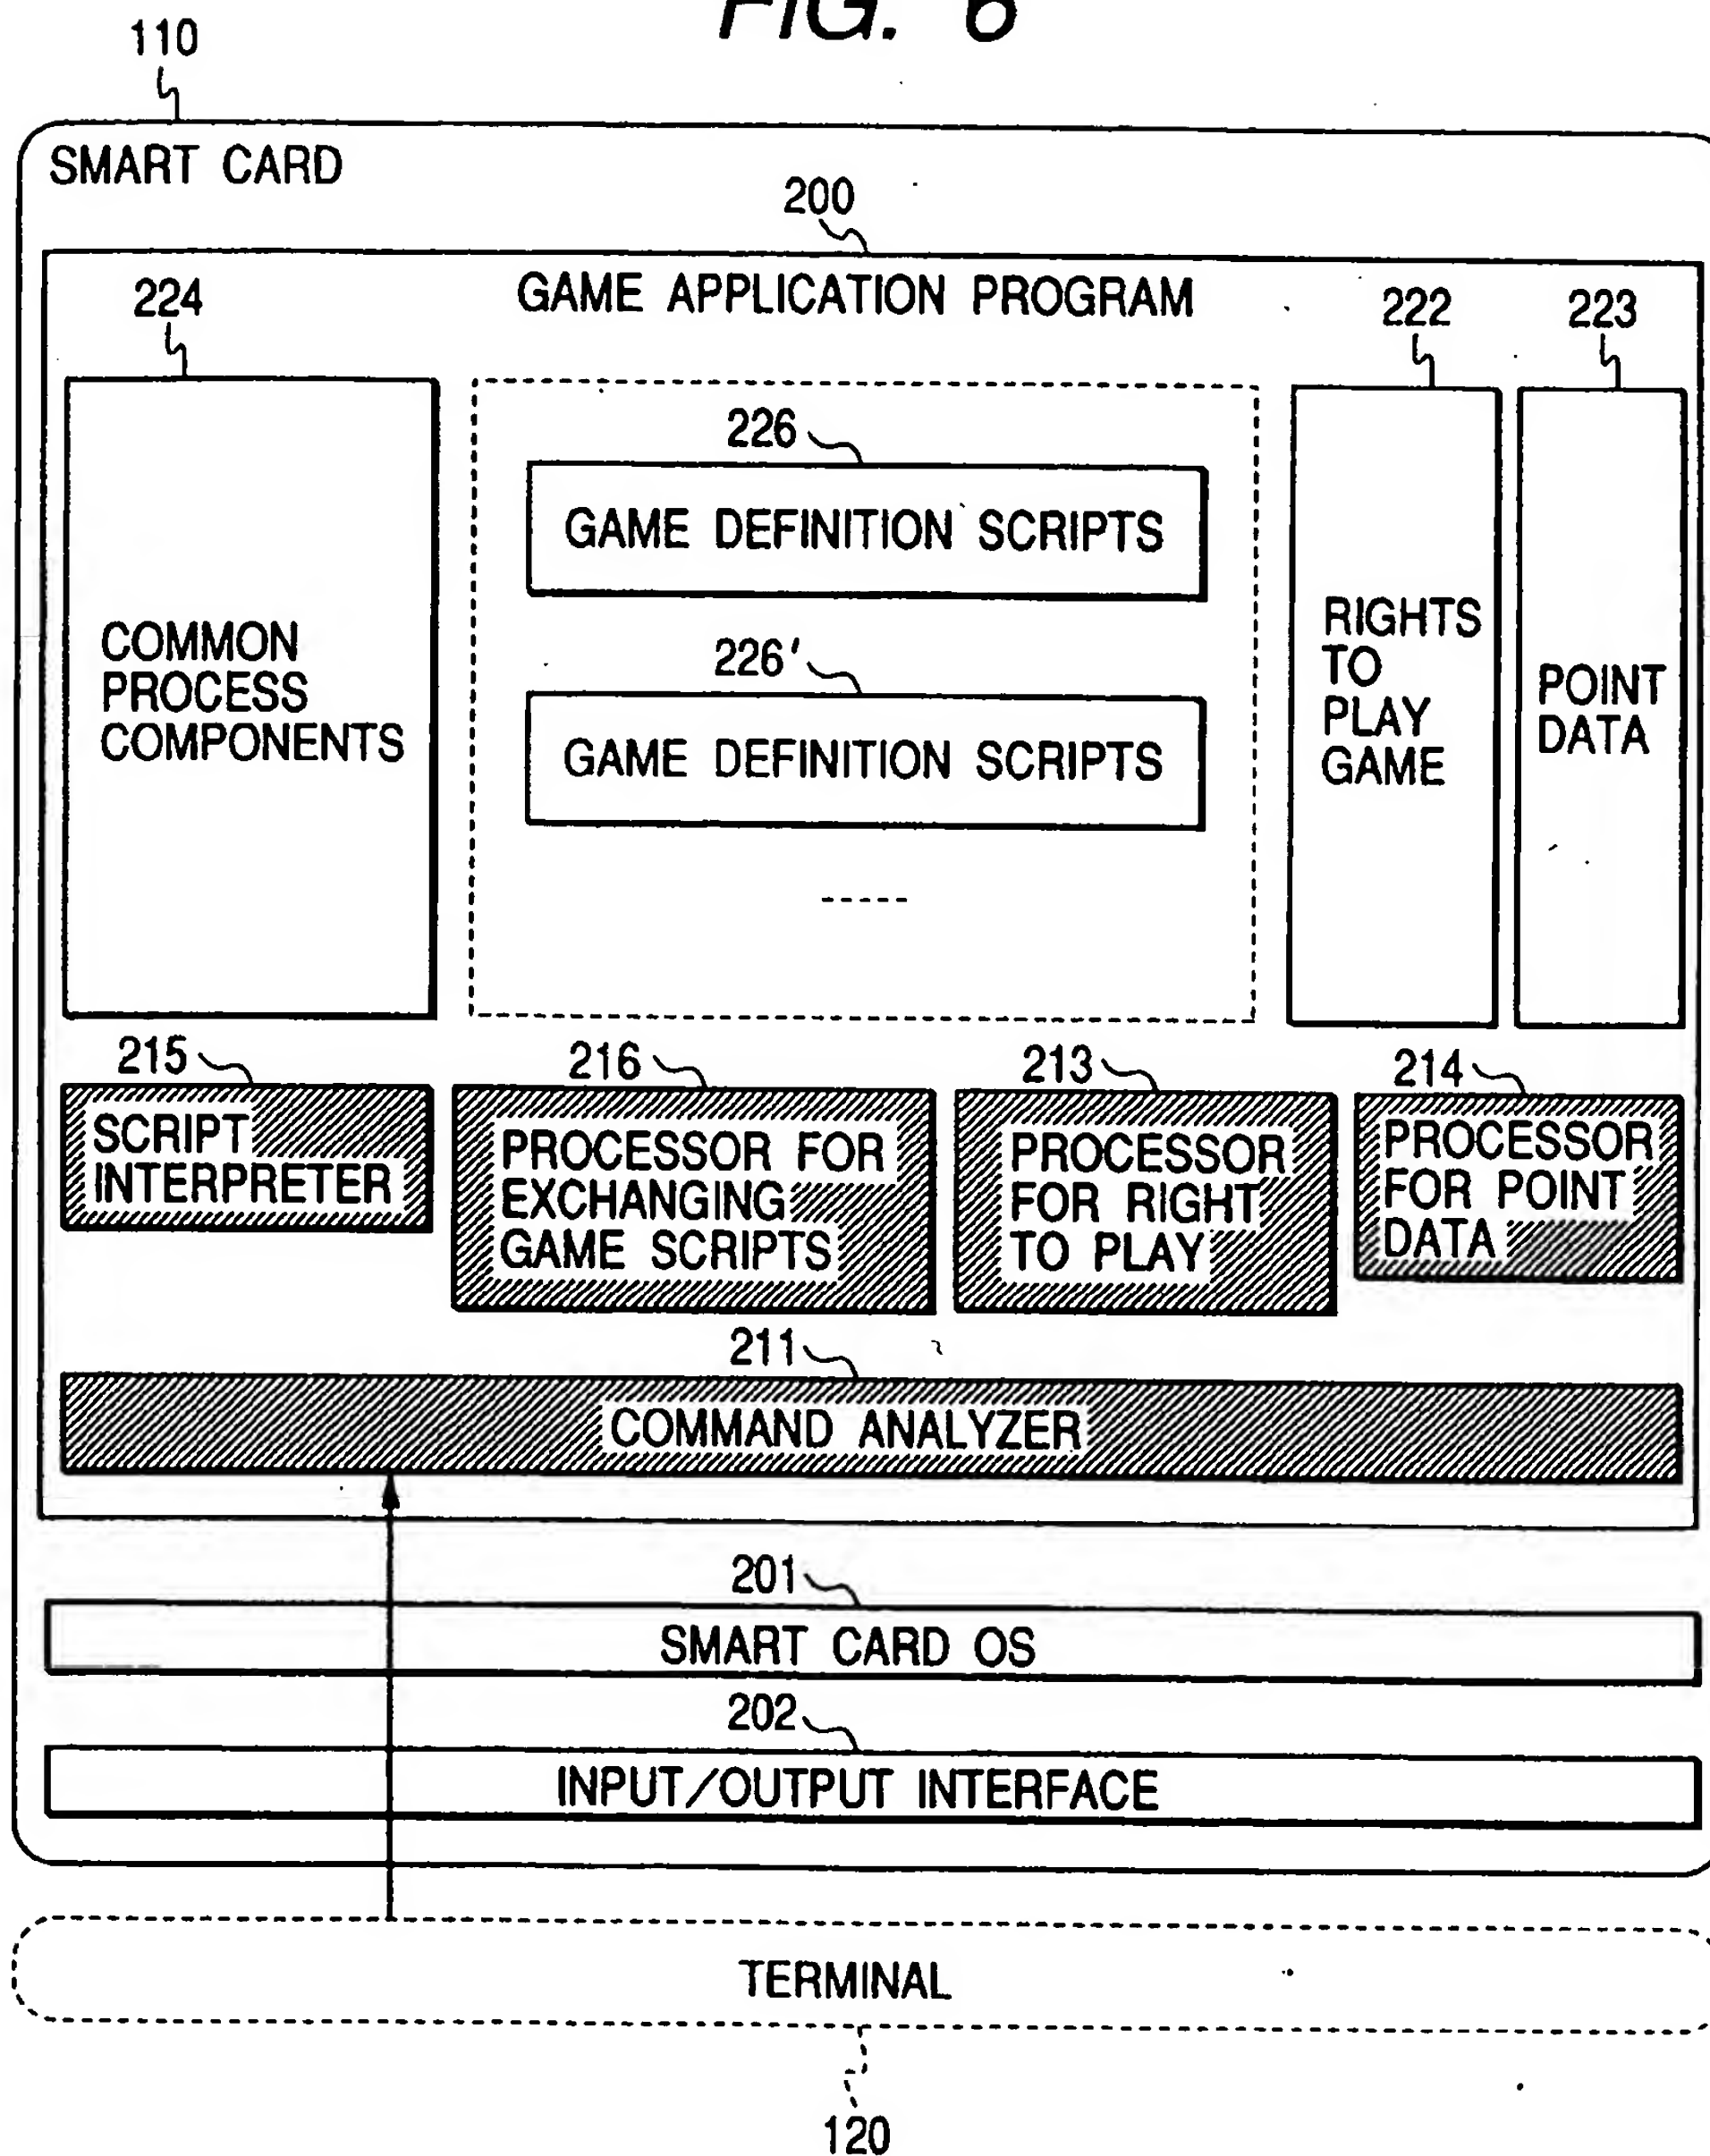 FIG. 6
110
SMART CARD
200
GAME APPLICATION PROGRAM
224
222
223
226
GAME DEFINITION SCRIPTS
226'
GAME DEFINITION SCRIPTS
COMMON
PROCESS
COMPONENTS
RIGHTS
TO
PLAY
GAME
POINT
DATA
215
216
213
214
SCRIPT
INTERPRETER
PROCESSOR FOR
EXCHANGING
GAME SCRIPTS
PROCESSOR
FOR RIGHT
TO PLAY
PROCESSOR
FOR POINT
DATA
211
COMMAND ANALYZER
201
SMART CARD OS
202
INPUT/OUTPUT INTERFACE
TERMINAL
120